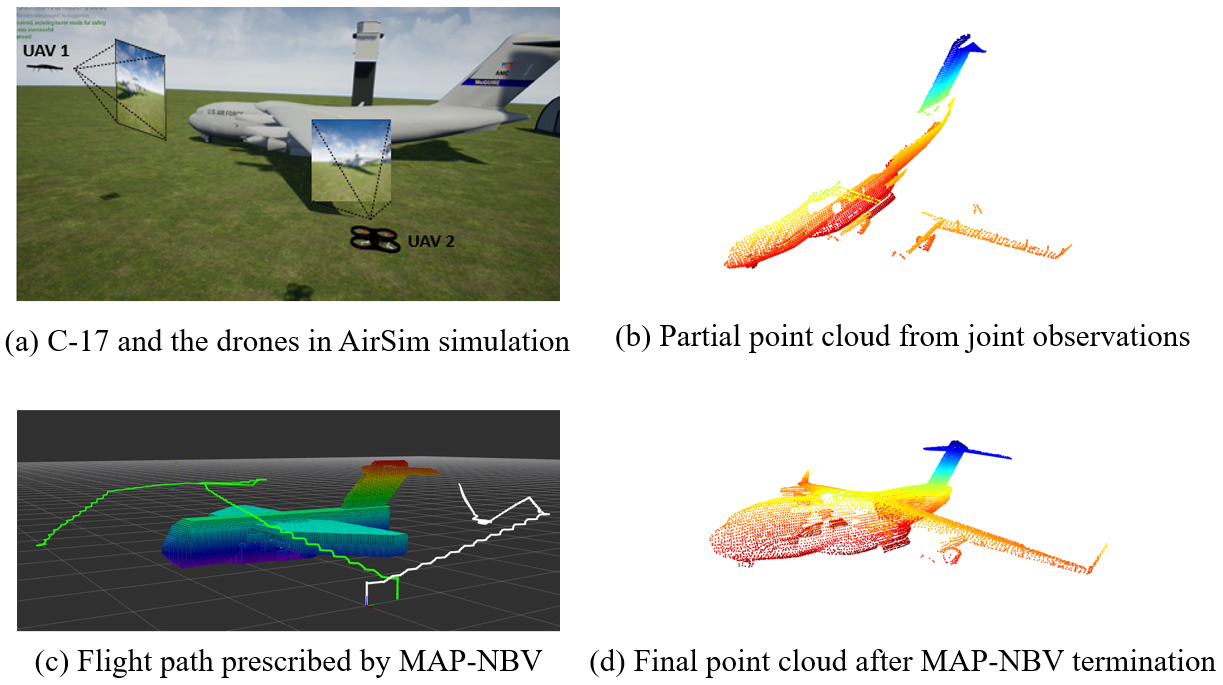 UAV 1
AMC
McGUIRE
U.S. AIR FORCE
UAV 2
(a) C-17 and the drones in AirSim simulation
(b) Partial point cloud from joint observations
(c) Flight path prescribed by MAP-NBV
(d) Final point cloud after MAP-NBV termination